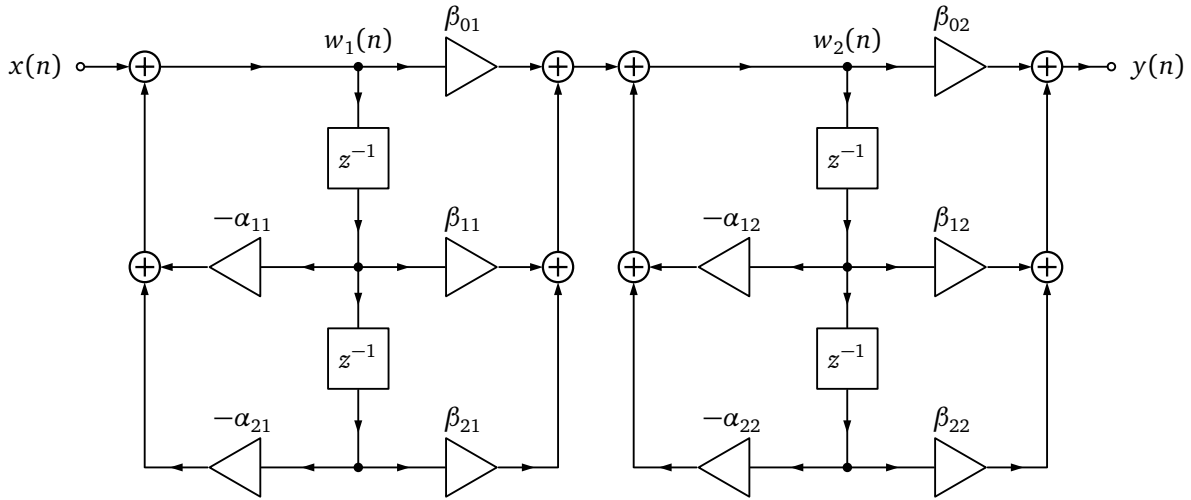 β₀₁ β₀₂
x(n) w₁(n) w₂(n) y(n)
z⁻¹ z⁻¹
−α₁₁ β₁₁ −α₁₂ β₁₂
z⁻¹ z⁻¹
−α₂₁ β₂₁ −α₂₂ β₂₂